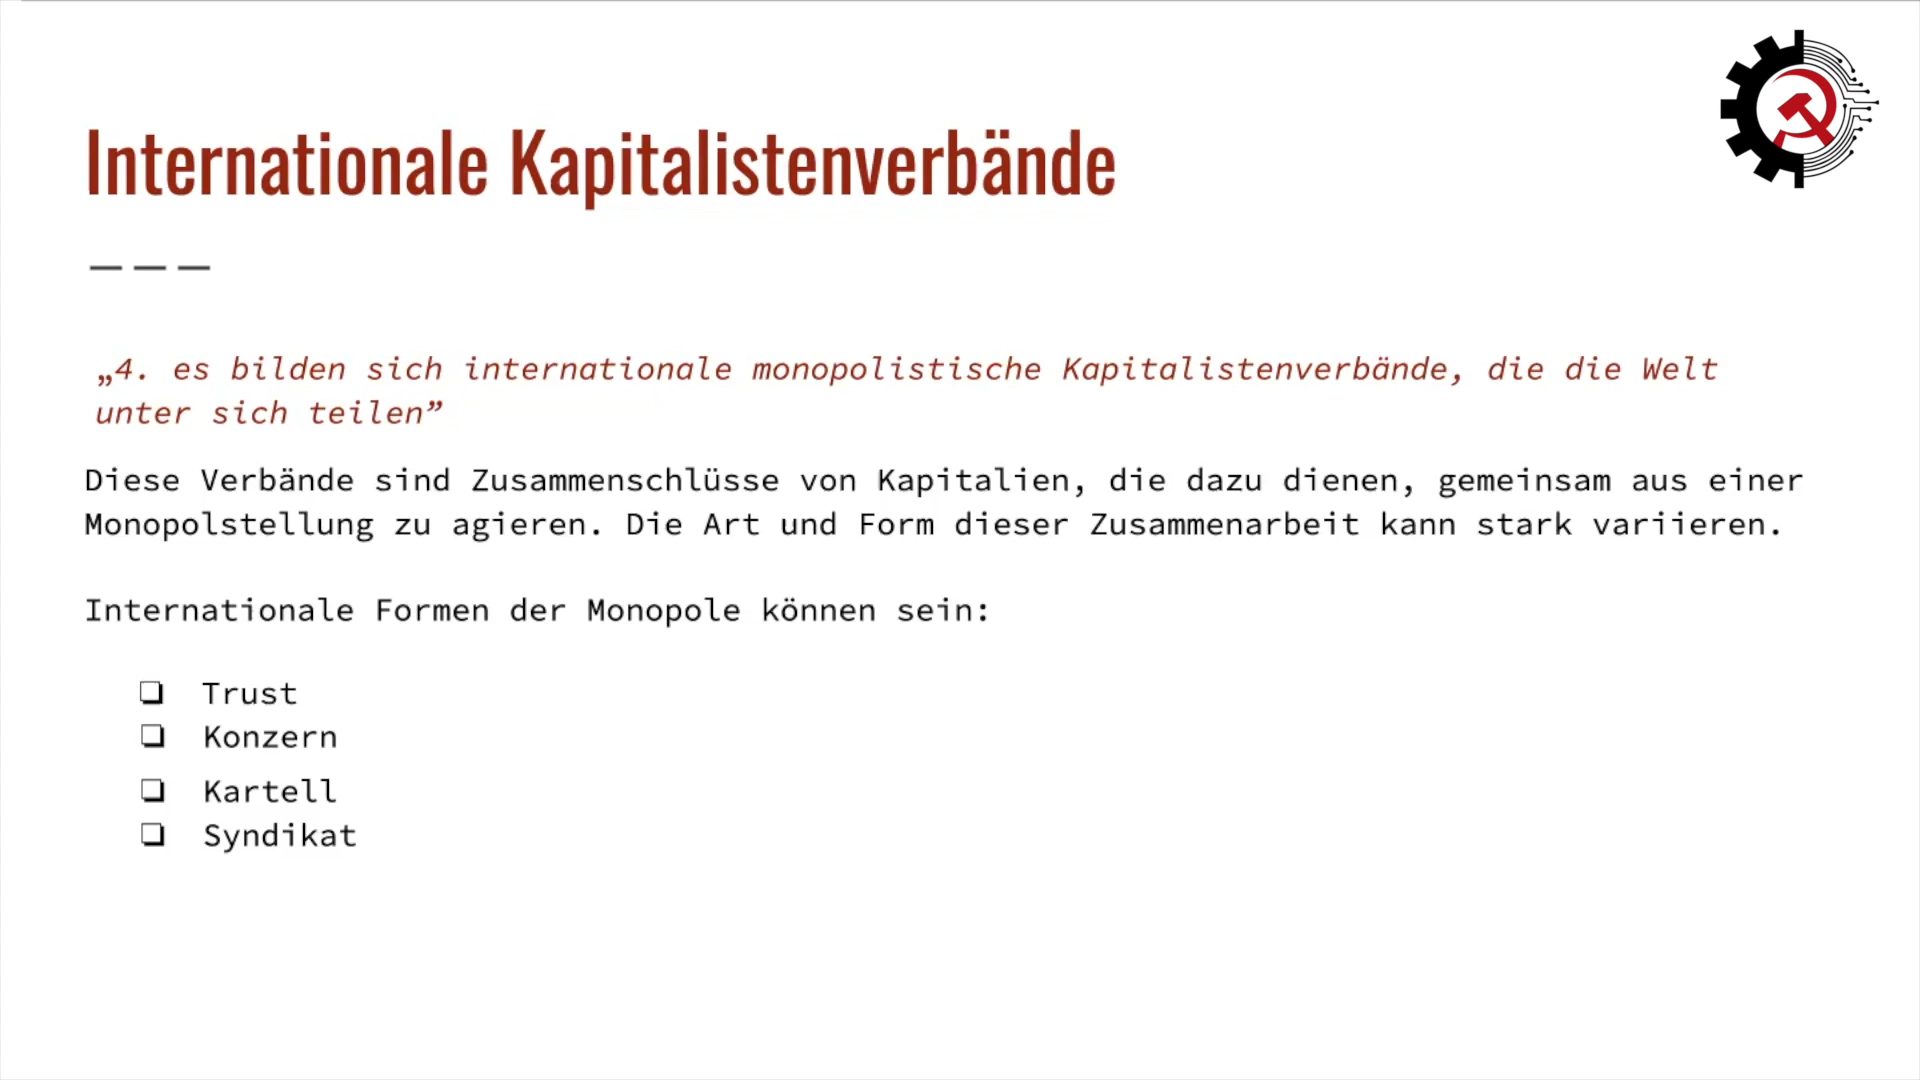 Internationale Kapitalistenverbände
„4. es bilden sich internationale monopolistische Kapitalistenverbände, die die Welt
unter sich teilen”
Diese Verbände sind Zusammenschlüsse von Kapitalien, die dazu dienen, gemeinsam aus einer
Monopolstellung zu agieren. Die Art und Form dieser Zusammenarbeit kann stark variieren.
Internationale Formen der Monopole können sein:
❏ Trust
❏ Konzern
❏ Kartell
❏ Syndikat